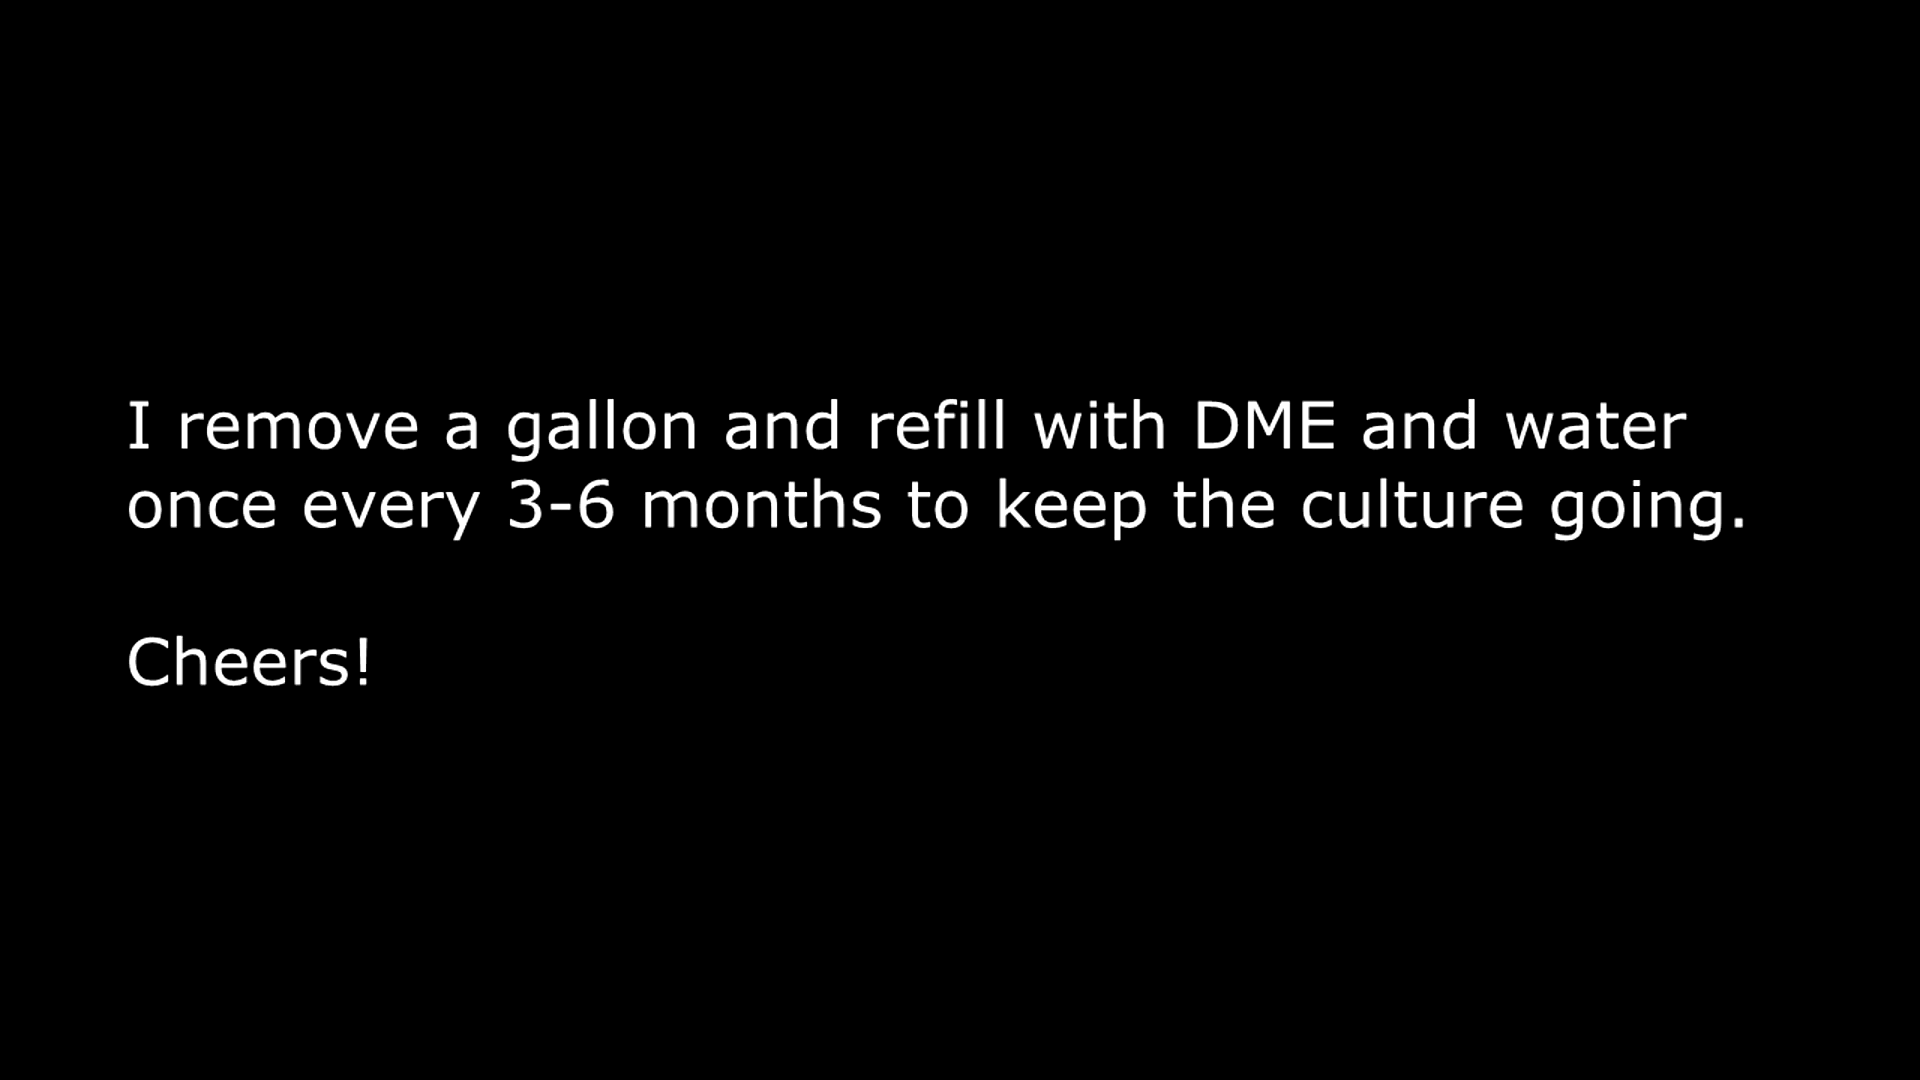 I remove a gallon and refill with DME and water
once every 3-6 months to keep the culture going.
Cheers!